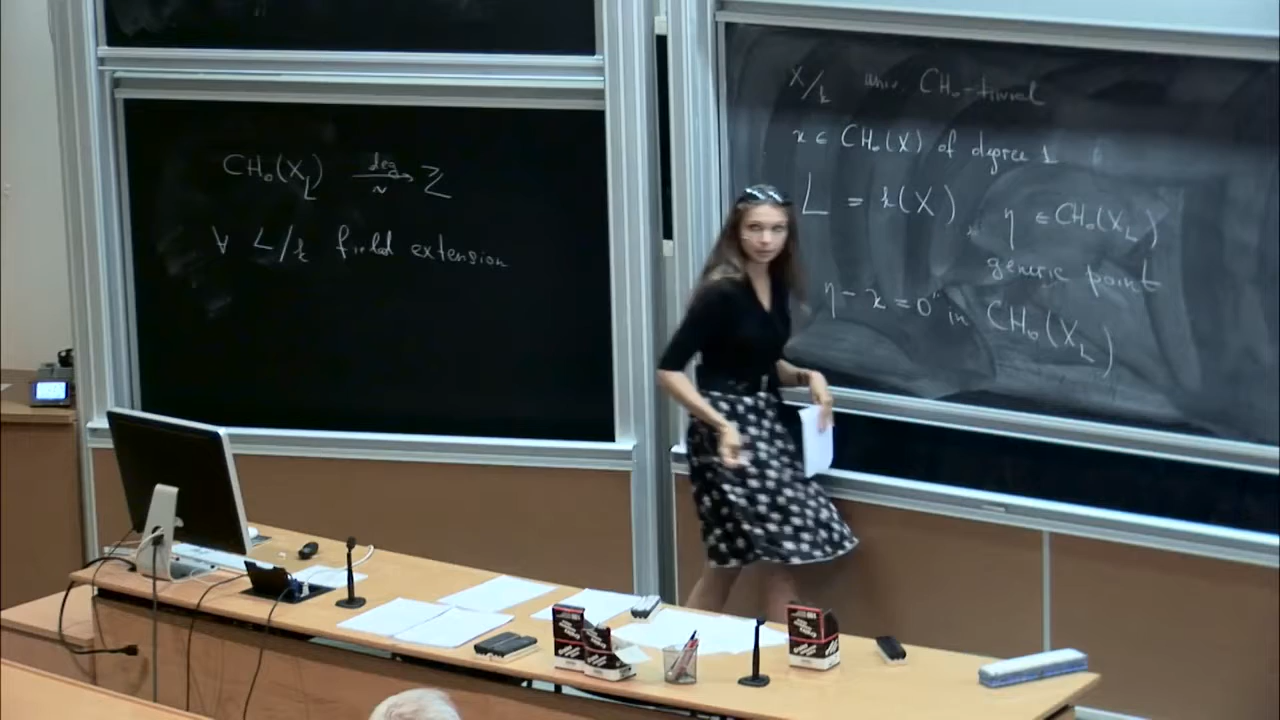 CH₀(X_L) deg→∼ ℤ
∀ L/k field extension
X/k univ. CH₀-trivial
x ∈ CH₀(X) of degree 1
L = k(X), η ∈ CH₀(X_L)
generic point
η - x = 0 in CH₀(X_L)